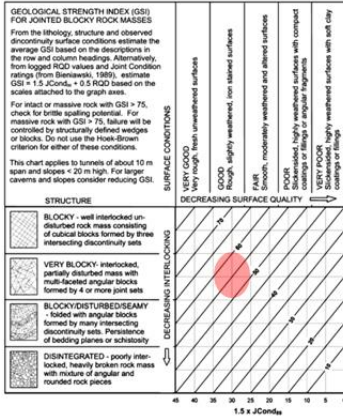 GEOLOGICAL STRENGTH INDEX (GSI)
FOR JOINTED BLOCKY ROCK MASSES
From the lithology, structure and observed
discontinuity surface conditions estimate the
average GSI based on the descriptions in
the row and column headings. Alternatively,
from logged RQD values and Joint Condition
ratings (from Bieniawski, 1989), estimate
GSI = 1.5 JCond₈₉ + 0.5 RQD based on the
scales attached to the graph axes.
For intact or massive rock with GSI > 75,
check for brittle spalling potential. For
massive rock with GSI > 75, failure will be
controlled by structurally defined wedges
or blocks. Do not use the Hoek-Brown
criterion for either of these conditions.
This chart applies to tunnels of about 10 m
span and slopes < 20 m high. For larger
caverns and slopes consider reducing GSI.
SURFACE CONDITIONS
VERY GOOD
Very rough, fresh unweathered surfaces
GOOD
Rough, slightly weathered, iron stained surfaces
FAIR
Smooth, moderately weathered and altered surfaces
POOR
Slickensided, highly weathered surfaces with compact
coatings or fillings or angular fragments
VERY POOR
Slickensided, highly weathered surfaces with soft clay
coatings or fillings
STRUCTURE
DECREASING SURFACE QUALITY
BLOCKY - well interlocked un-
disturbed rock mass consisting
of cubical blocks formed by three
intersecting discontinuity sets
VERY BLOCKY- interlocked,
partially disturbed mass with
multi-faceted angular blocks
formed by 4 or more joint sets
BLOCKY/DISTURBED/SEAMY
- folded with angular blocks
formed by many intersecting
discontinuity sets. Persistence
of bedding planes or schistosity
DISINTEGRATED - poorly inter-
locked, heavily broken rock mass
with mixture of angular and
rounded rock pieces
DECREASING INTERLOCKING
70
60
50
40
30
20
10
45 40 35 30 25 20 15 10 5 0
1.5 x JCond₈₉